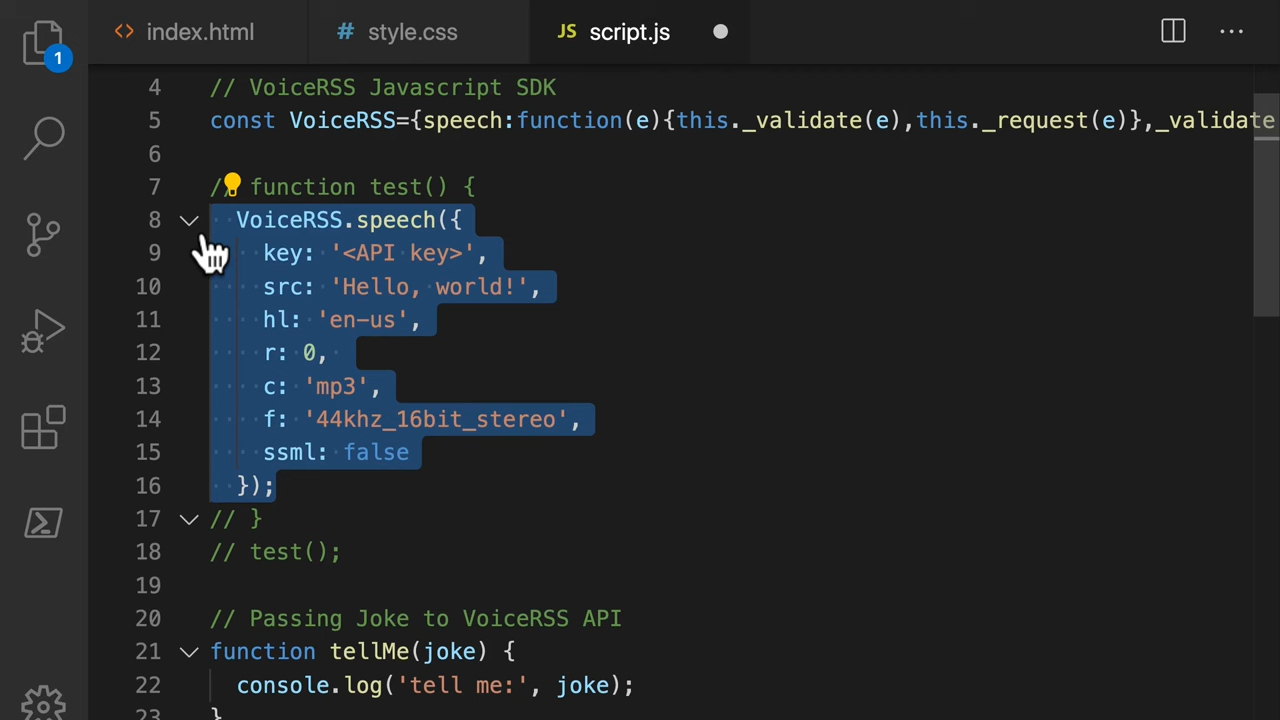 1
<> index.html
# style.css
JS script.js
4 // VoiceRSS Javascript SDK
5 const VoiceRSS={speech:function(e){this._validate(e),this._request(e)},_validate
6
7 // function test() {
8 VoiceRSS.speech({
9 key: '<API key>',
10 src: 'Hello, world!',
11 hl: 'en-us',
12 r: 0,
13 c: 'mp3',
14 f: '44khz_16bit_stereo',
15 ssml: false
16 });
17 // }
18 // test();
19
20 // Passing Joke to VoiceRSS API
21 function tellMe(joke) {
22 console.log('tell me:', joke);
23 }